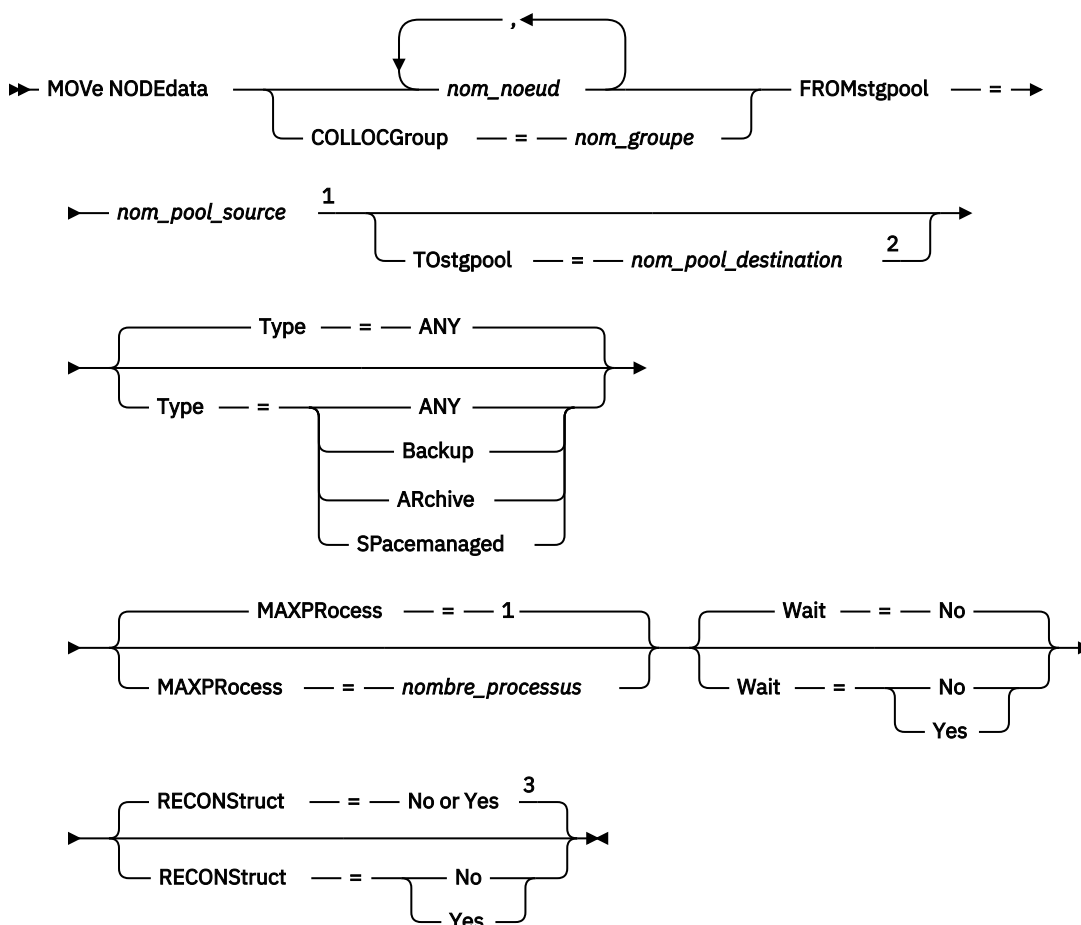 ,
MOVe NODEdata nom_noeud FROMstgpool =
COLLOCGroup = nom_groupe
nom_pool_source 1
TOstgpool = nom_pool_destination 2
Type = ANY
Type = ANY
Backup
ARchive
SPacemanaged
MAXPRocess = 1 Wait = No
MAXPRocess = nombre_processus Wait = No
Yes
RECONStruct = No or Yes 3
RECONStruct = No
Yes